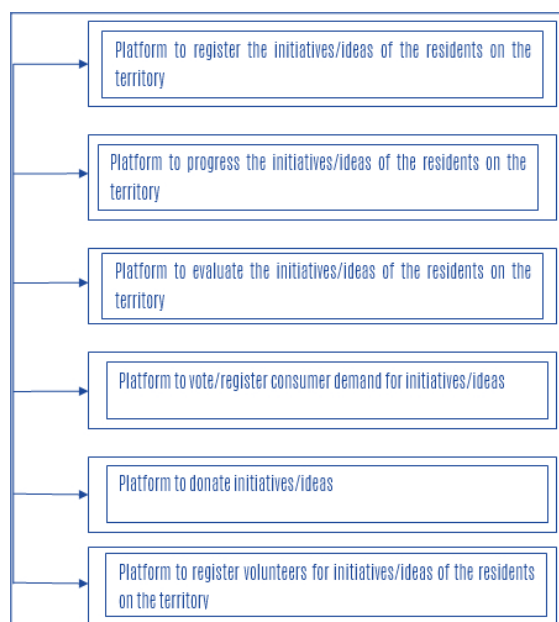 Platform to register the initiatives/ideas of the residents on the
territory
Platform to progress the initiatives/ideas of the residents on the
territory
Platform to evaluate the initiatives/ideas of the residents on the
territory
Platform to vote/register consumer demand for initiatives/ideas
Platform to donate initiatives/ideas
Platform to register volunteers for initiatives/ideas of the residents
on the territory